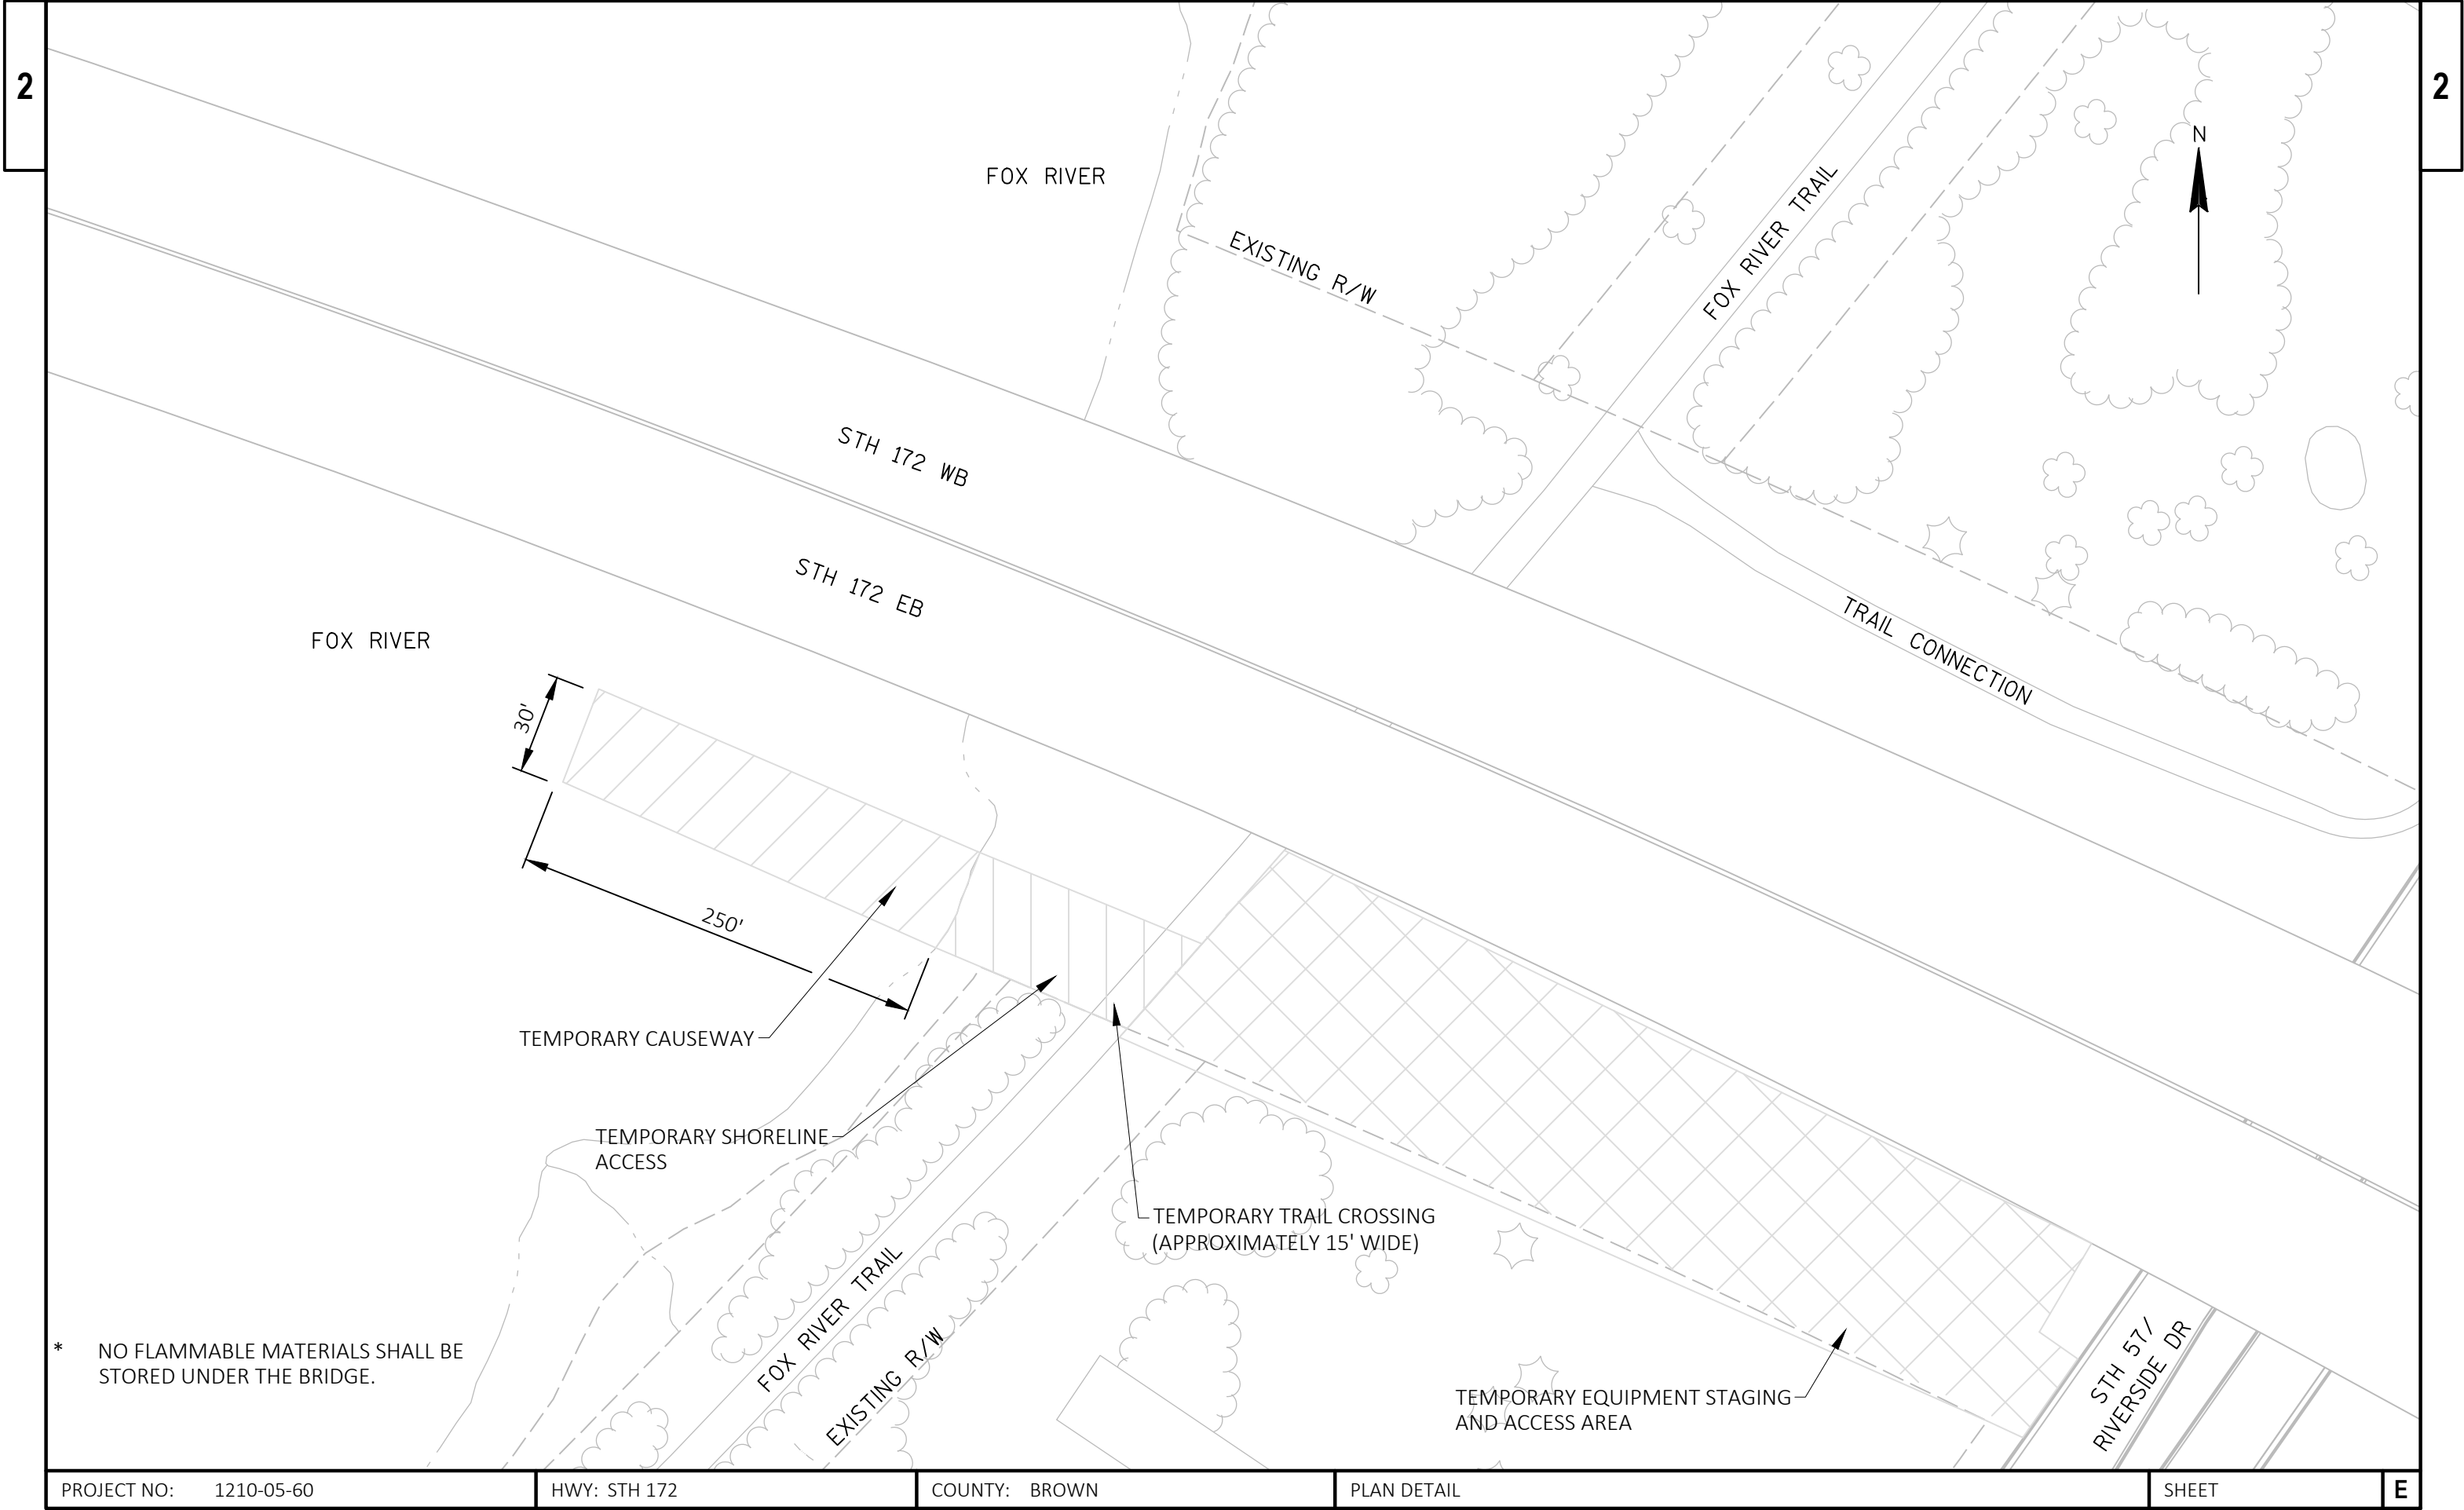 2
2
N
FOX RIVER
EXISTING R/W
FOX RIVER TRAIL
STH 172 WB
STH 172 EB
FOX RIVER
TRAIL CONNECTION
30'
250'
TEMPORARY CAUSEWAY
TEMPORARY SHORELINE
ACCESS
TEMPORARY TRAIL CROSSING
(APPROXIMATELY 15' WIDE)
FOX RIVER TRAIL
EXISTING R/W
* NO FLAMMABLE MATERIALS SHALL BE
STORED UNDER THE BRIDGE.
TEMPORARY EQUIPMENT STAGING
AND ACCESS AREA
STH 57/
RIVERSIDE DR
PROJECT NO: 1210-05-60
HWY: STH 172
COUNTY: BROWN
PLAN DETAIL
SHEET
E